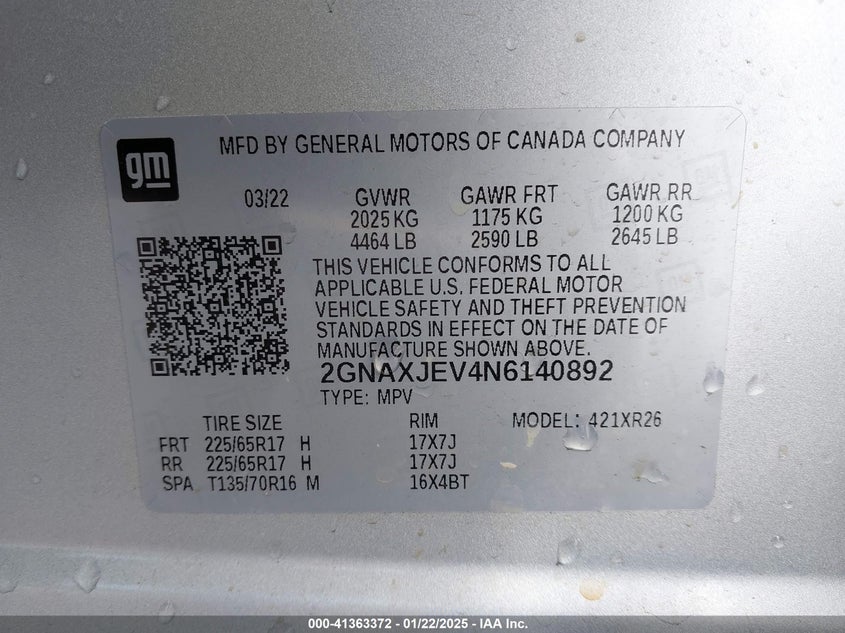 gm
MFD BY GENERAL MOTORS OF CANADA COMPANY
03/22 GVWR GAWR FRT GAWR RR
2025 KG 1175 KG 1200 KG
4464 LB 2590 LB 2645 LB
THIS VEHICLE CONFORMS TO ALL
APPLICABLE U.S. FEDERAL MOTOR
VEHICLE SAFETY AND THEFT PREVENTION
STANDARDS IN EFFECT ON THE DATE OF
MANUFACTURE SHOWN ABOVE.
2GNAXJEV4N6140892
TYPE: MPV
TIRE SIZE RIM MODEL: 421XR26
FRT 225/65R17 H 17X7J
RR 225/65R17 H 17X7J
SPA T135/70R16 M 16X4BT
000-41363372 - 01/22/2025 - IAA Inc.